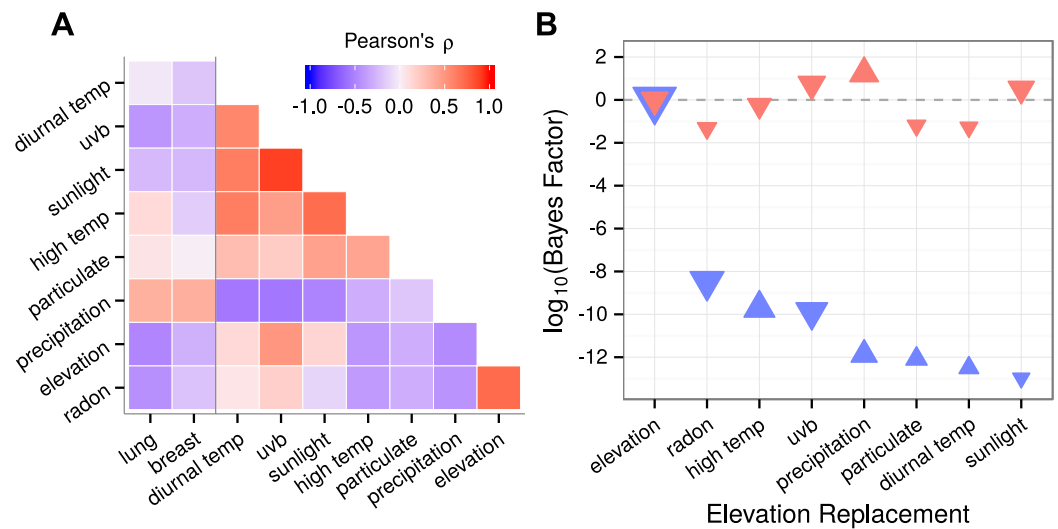 A
Pearson's ρ
-1.0 -0.5 0.0 0.5 1.0
diurnal temp
uvb
sunlight
high temp
particulate
precipitation
elevation
radon
lung
breast
diurnal temp
uvb
sunlight
high temp
particulate
precipitation
elevation
B
log10(Bayes Factor)
2
0
-2
-4
-6
-8
-10
-12
elevation
radon
high temp
uvb
precipitation
particulate
diurnal temp
sunlight
Elevation Replacement